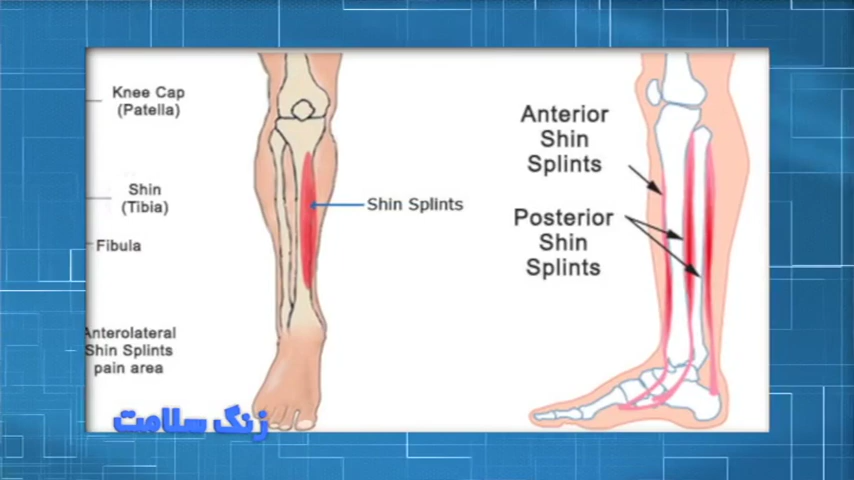 Knee Cap
(Patella)
Shin
(Tibia)
Fibula
Anterolateral
Shin Splints
pain area
Shin Splints
Anterior
Shin
Splints
Posterior
Shin
Splints
زنگ سلامت